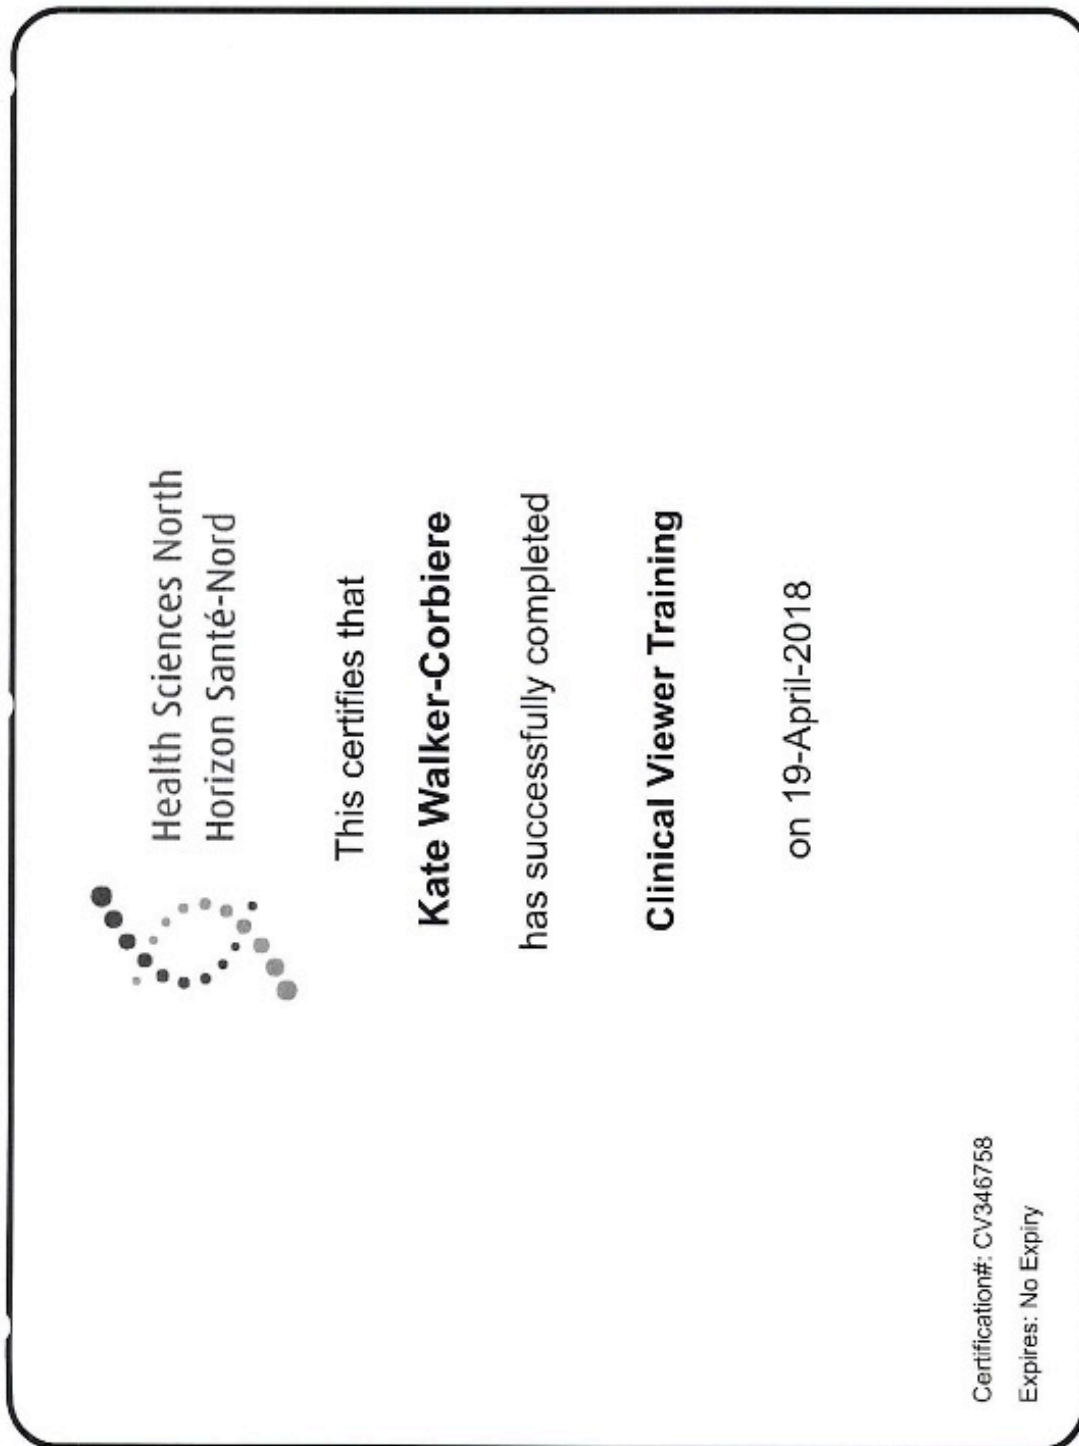 Health Sciences North
Horizon Santé-Nord
This certifies that
Kate Walker-Corbiere
has successfully completed
Clinical Viewer Training
on 19-April-2018
Certification#: CV346758
Expires: No Expiry